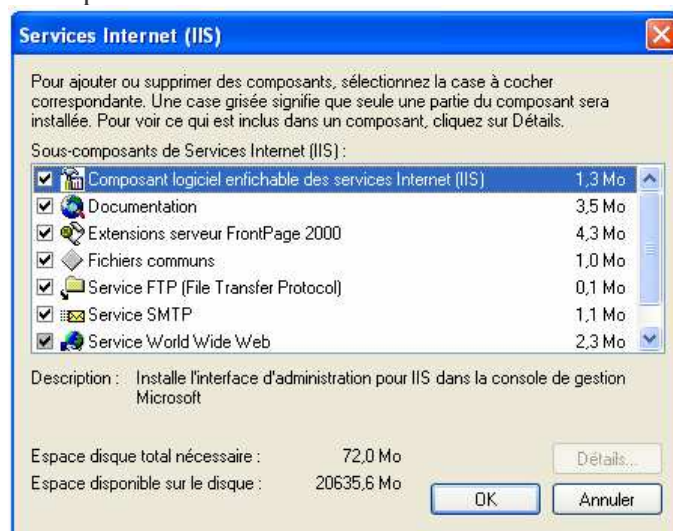 Services Internet (IIS)
Pour ajouter ou supprimer des composants, sélectionnez la case à cocher
correspondante. Une case grisée signifie que seule une partie du composant sera
installée. Pour voir ce qui est inclus dans un composant, cliquez sur Détails.
Sous-composants de Services Internet (IIS) :
Composant logiciel enfichable des services Internet (IIS) 1,3 Mo
Documentation 3,5 Mo
Extensions serveur FrontPage 2000 4,3 Mo
Fichiers communs 1,0 Mo
Service FTP (File Transfer Protocol) 0,1 Mo
Service SMTP 1,1 Mo
Service World Wide Web 2,3 Mo
Description : Installe l'interface d'administration pour IIS dans la console de gestion
Microsoft
Espace disque total nécessaire : 72,0 Mo
Détails...
Espace disponible sur le disque : 20635,6 Mo
OK Annuler